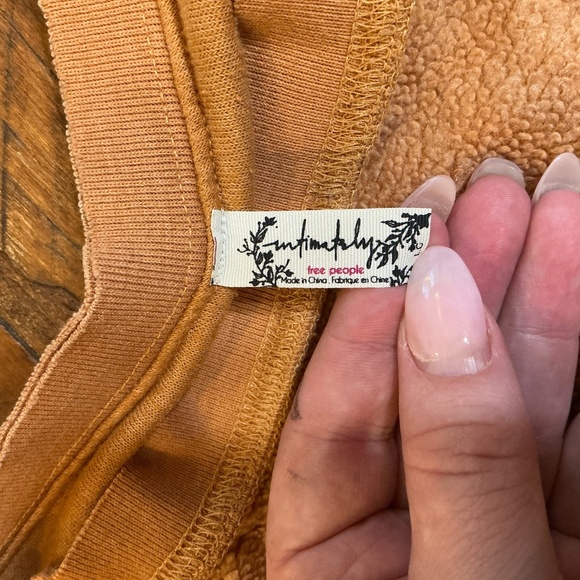 intimately
free people
Made in China . Fabriqué en Chine